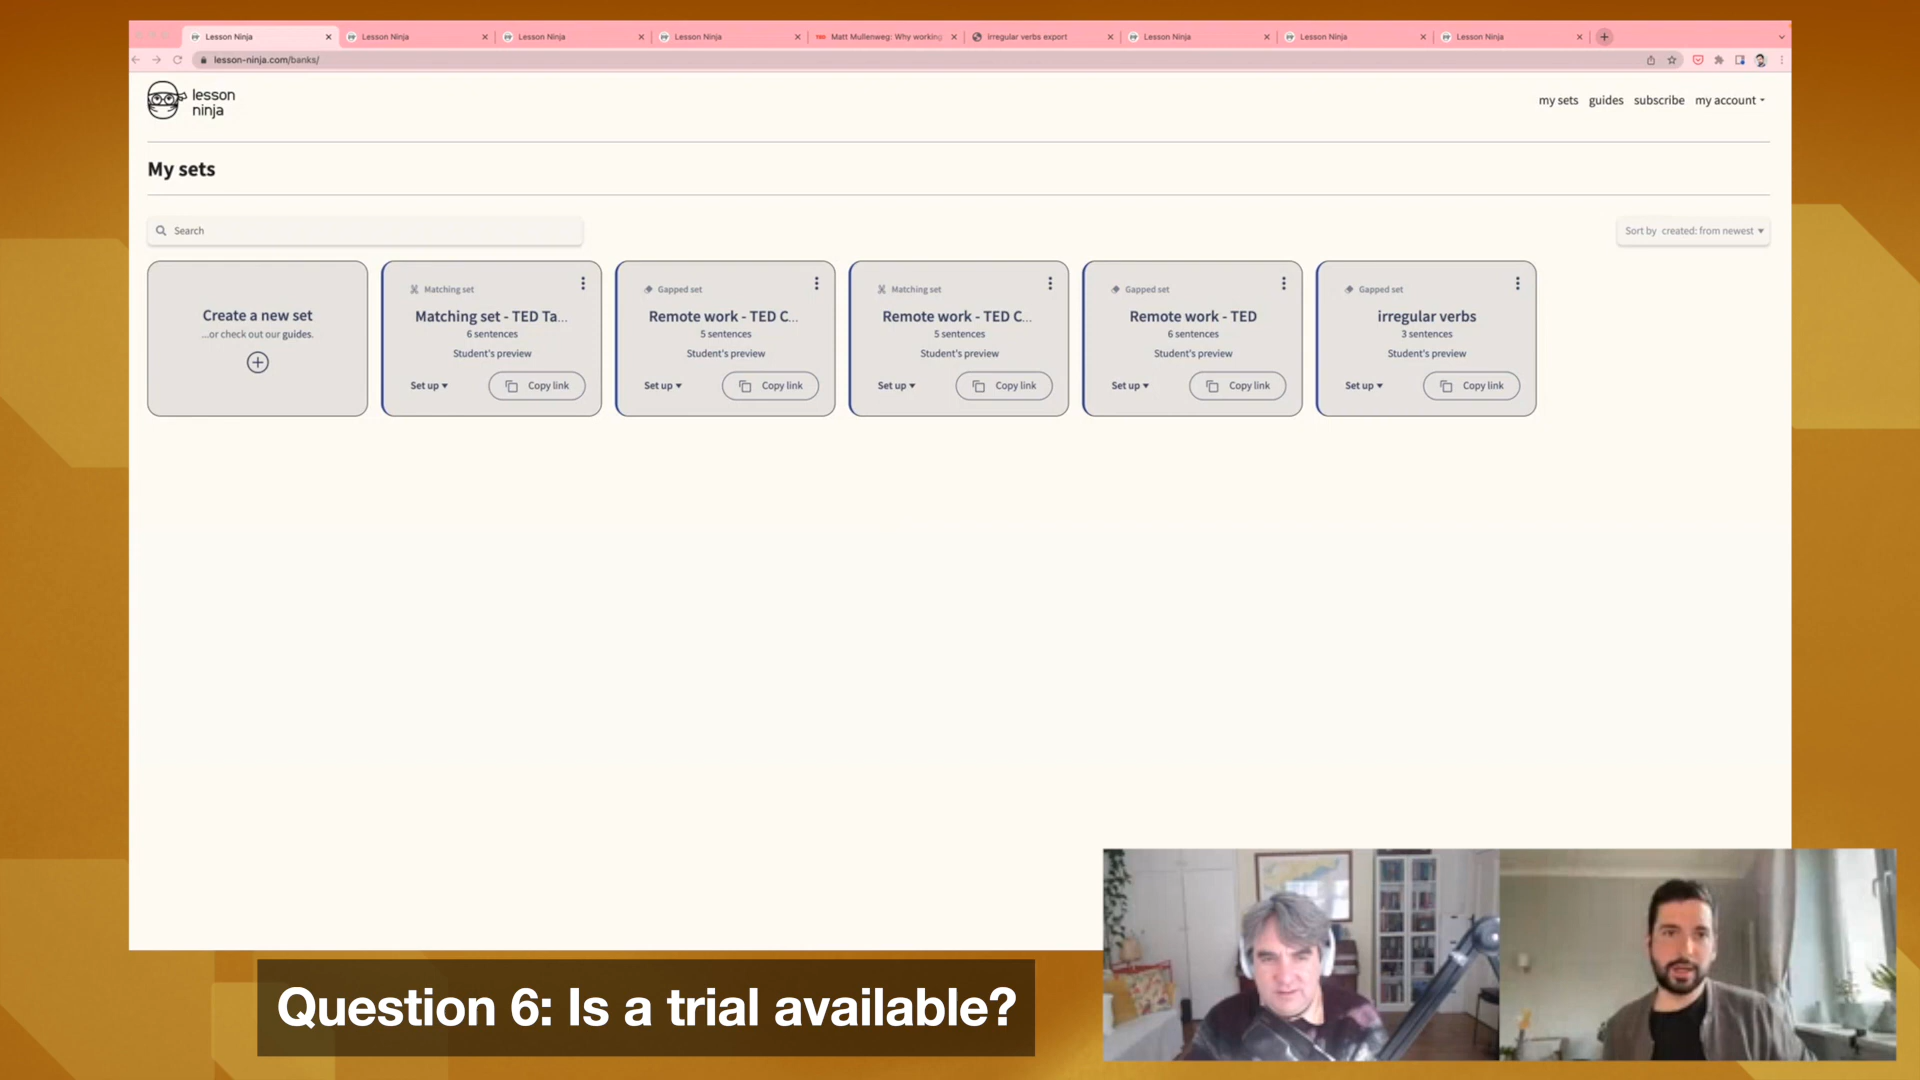 Lesson Ninja
Lesson Ninja
Lesson Ninja
Lesson Ninja
TED
Matt Mullenweg: Why working
irregular verbs export
Lesson Ninja
Lesson Ninja
Lesson Ninja
lesson-ninja.com/banks/
lesson
ninja
my sets
guides
subscribe
my account
My sets
Search
Sort by created: from newest
Create a new set
...or check out our guides.
Matching set
Matching set - TED Ta...
6 sentences
Student's preview
Set up
Copy link
Gapped set
Remote work - TED C...
5 sentences
Student's preview
Set up
Copy link
Matching set
Remote work - TED C...
5 sentences
Student's preview
Set up
Copy link
Gapped set
Remote work - TED
6 sentences
Student's preview
Set up
Copy link
Gapped set
irregular verbs
3 sentences
Student's preview
Set up
Copy link
Question 6: Is a trial available?